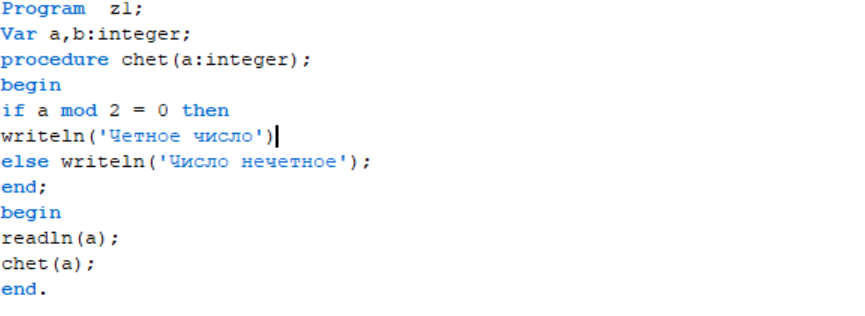 Program  z1;
Var a,b:integer;
procedure chet(a:integer);
begin
if a mod 2 = 0 then
writeln('Четное число')
else writeln('Число нечетное');
end;
begin
readln(a);
chet(a);
end.